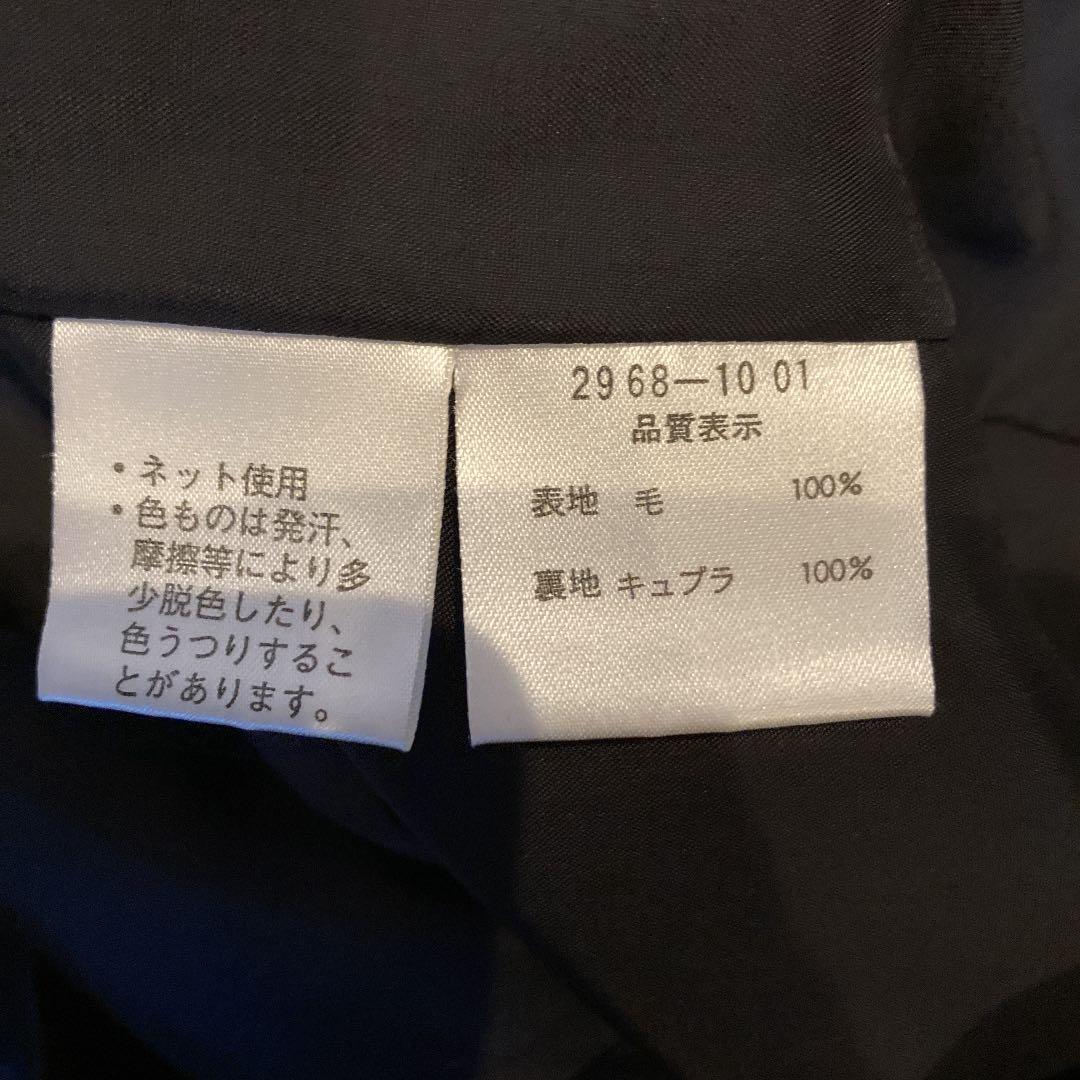 ・ネット使用
・色ものは発汗、
摩擦等により多
少脱色したり、
色うつりするこ
とがあります。
2968-1001
品質表示
表地 毛 100%
裏地 キュプラ 100%